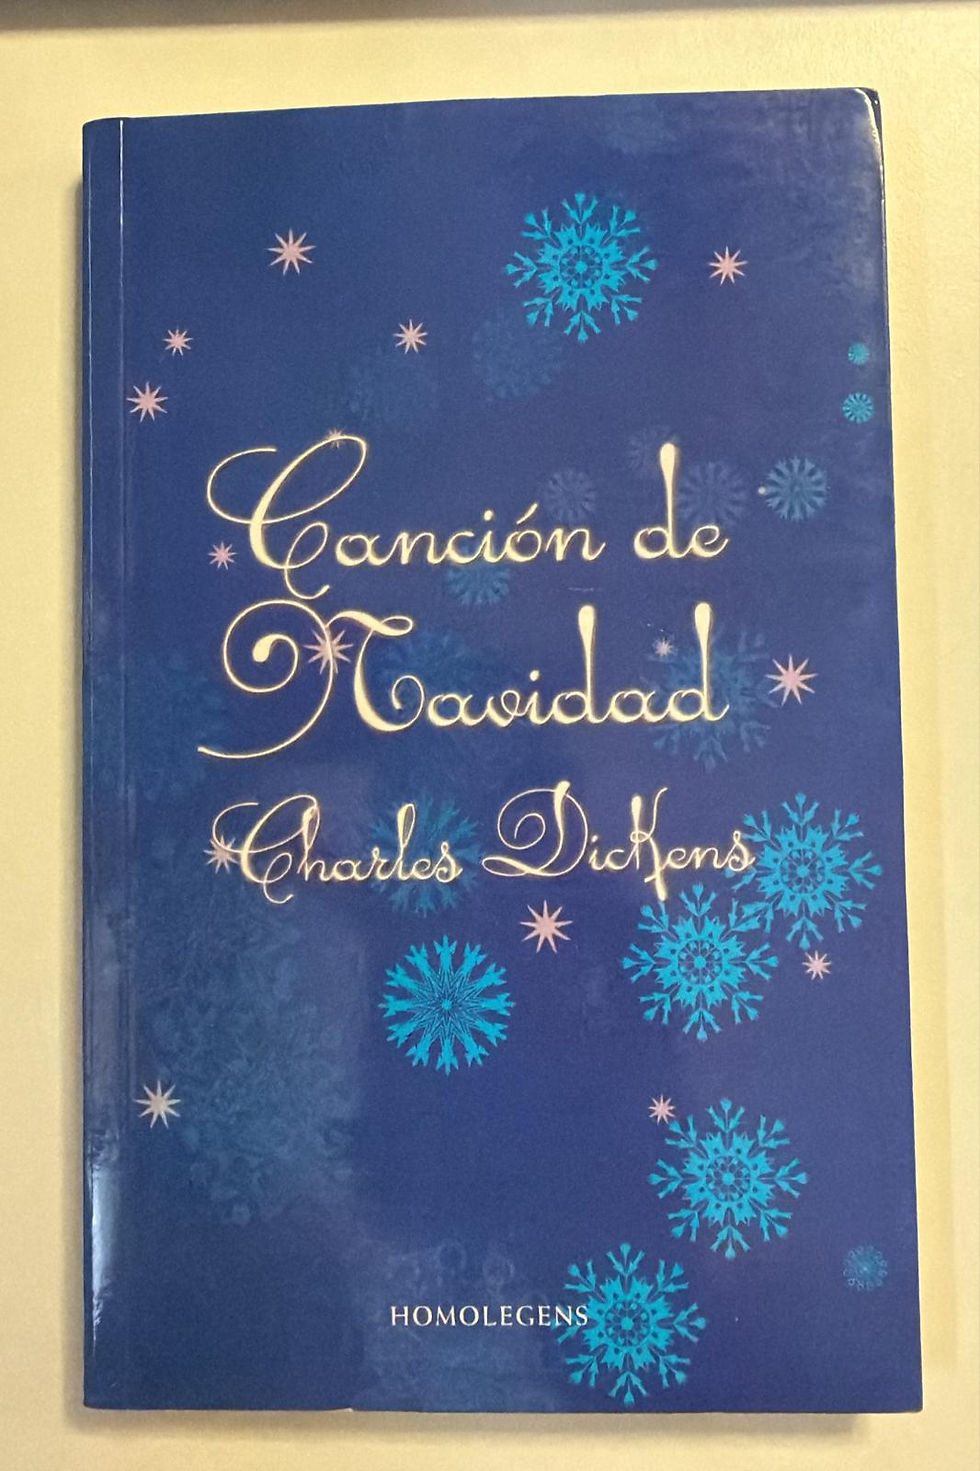 Canción de
Navidad
Charles Dickens
HOMOLEGENS